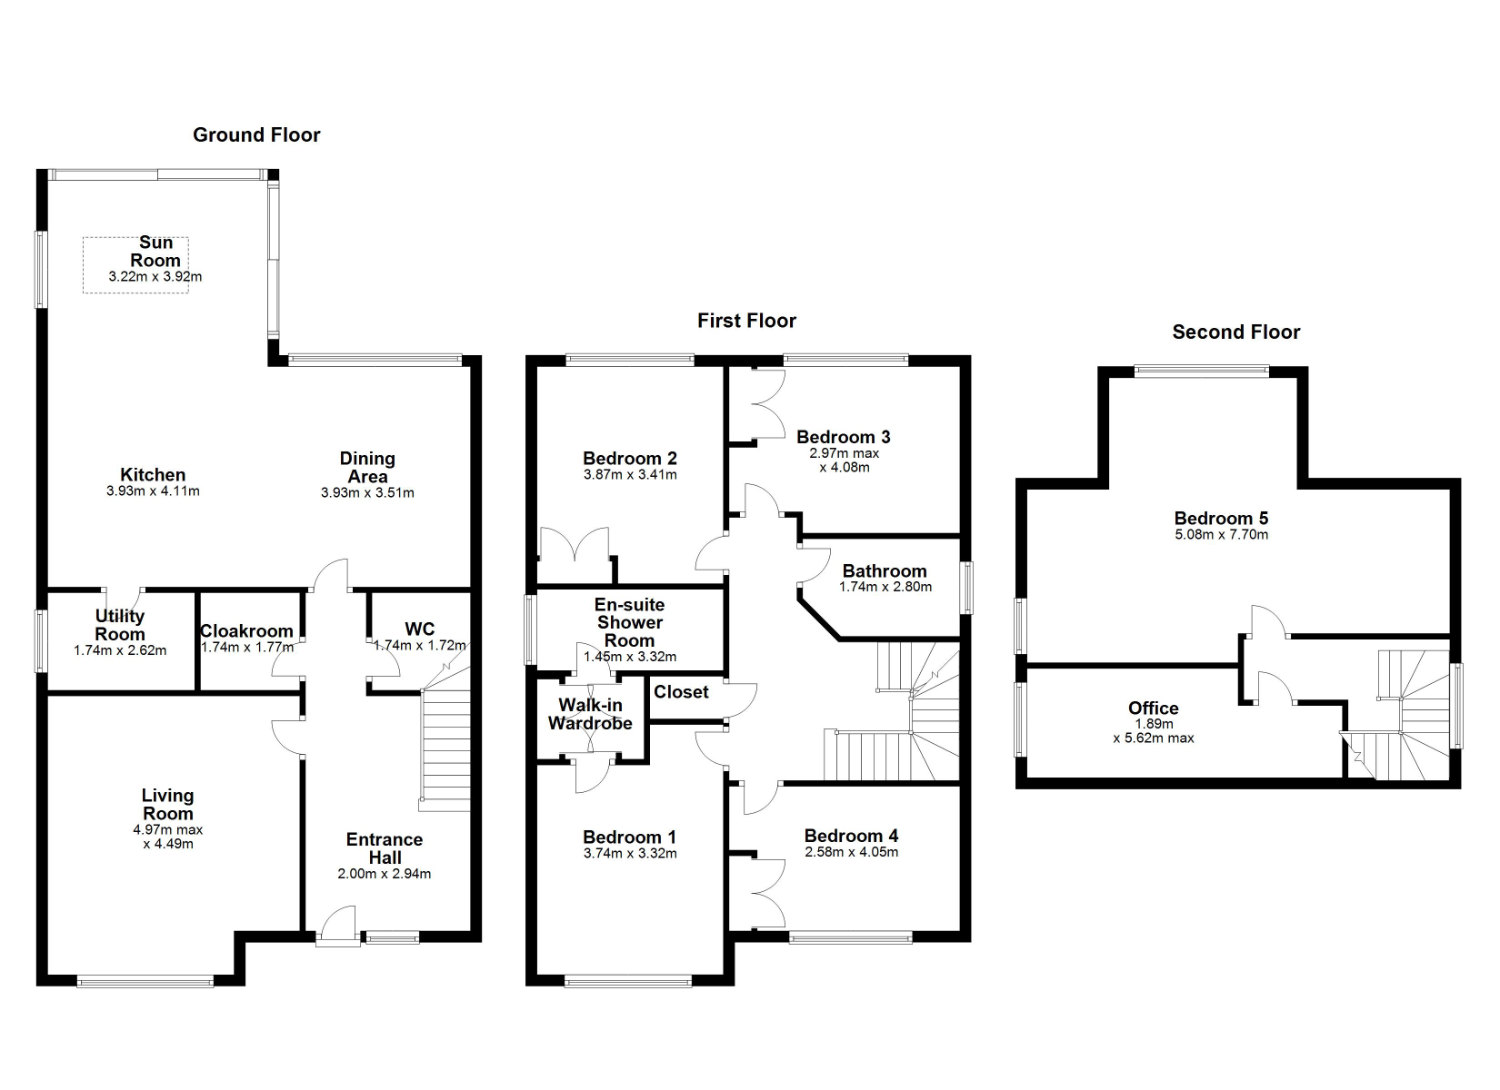 Ground Floor
Sun
Room
3.22m x 3.92m
Kitchen
3.93m x 4.11m
Dining
Area
3.93m x 3.51m
Utility
Room
1.74m x 2.62m
Cloakroom
1.74m x 1.77m
WC
1.74m x 1.72m
Living
Room
4.97m max
x 4.49m
Entrance
Hall
2.00m x 2.94m
First Floor
Bedroom 2
3.87m x 3.41m
Bedroom 3
2.97m max
x 4.08m
Bathroom
1.74m x 2.80m
En-suite
Shower
Room
1.45m x 3.32m
Walk-in
Wardrobe
Closet
Bedroom 1
3.74m x 3.32m
Bedroom 4
2.58m x 4.05m
Second Floor
Bedroom 5
5.08m x 7.70m
Office
1.89m
x 5.62m max